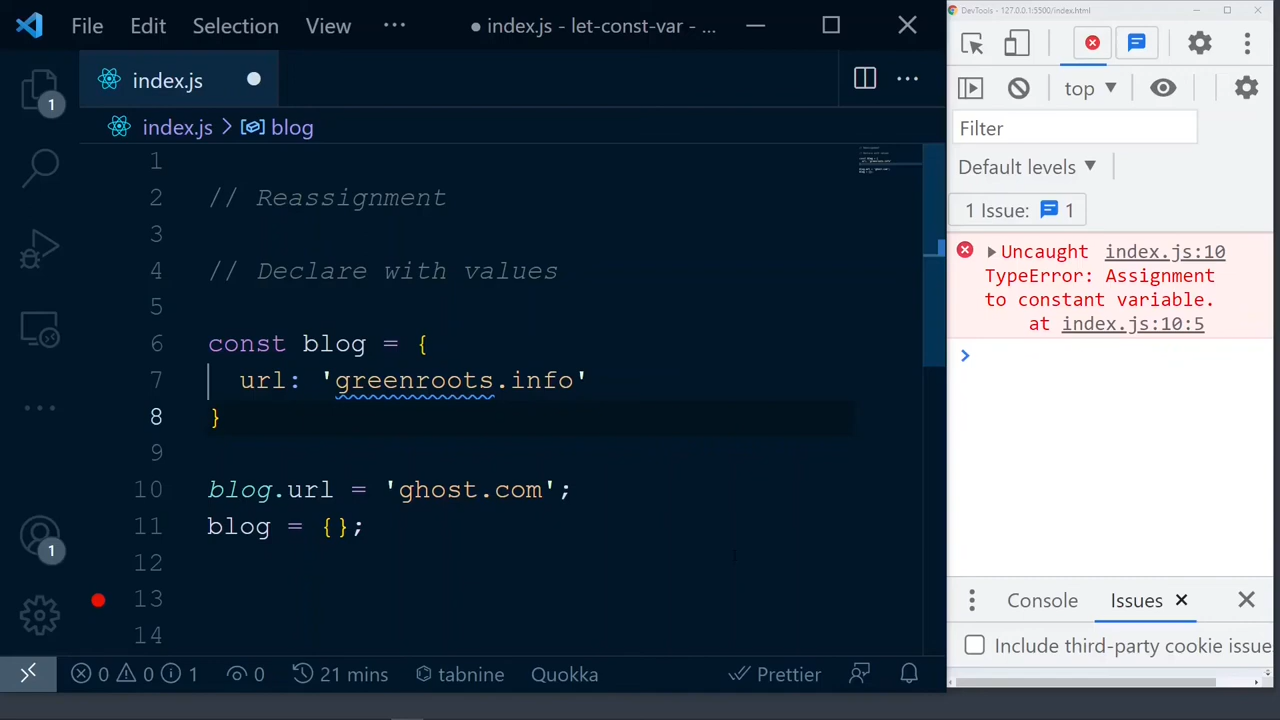 File Edit Selection View ··· ● index.js - let-const-var - ...
index.js
index.js > blog
1
2 // Reassignment
3
4 // Declare with values
5
6 const blog = {
7 url: 'greenroots.info'
8 }
9
10 blog.url = 'ghost.com';
11 blog = {};
12
13
14
1
1
0 0 1 0 21 mins tabnine Quokka Prettier
DevTools - 127.0.0.1:5500/index.html
top ▼
Filter
Default levels ▼
1 Issue: 1
Uncaught index.js:10
TypeError: Assignment
to constant variable.
at index.js:10:5
Console Issues
Include third-party cookie issue